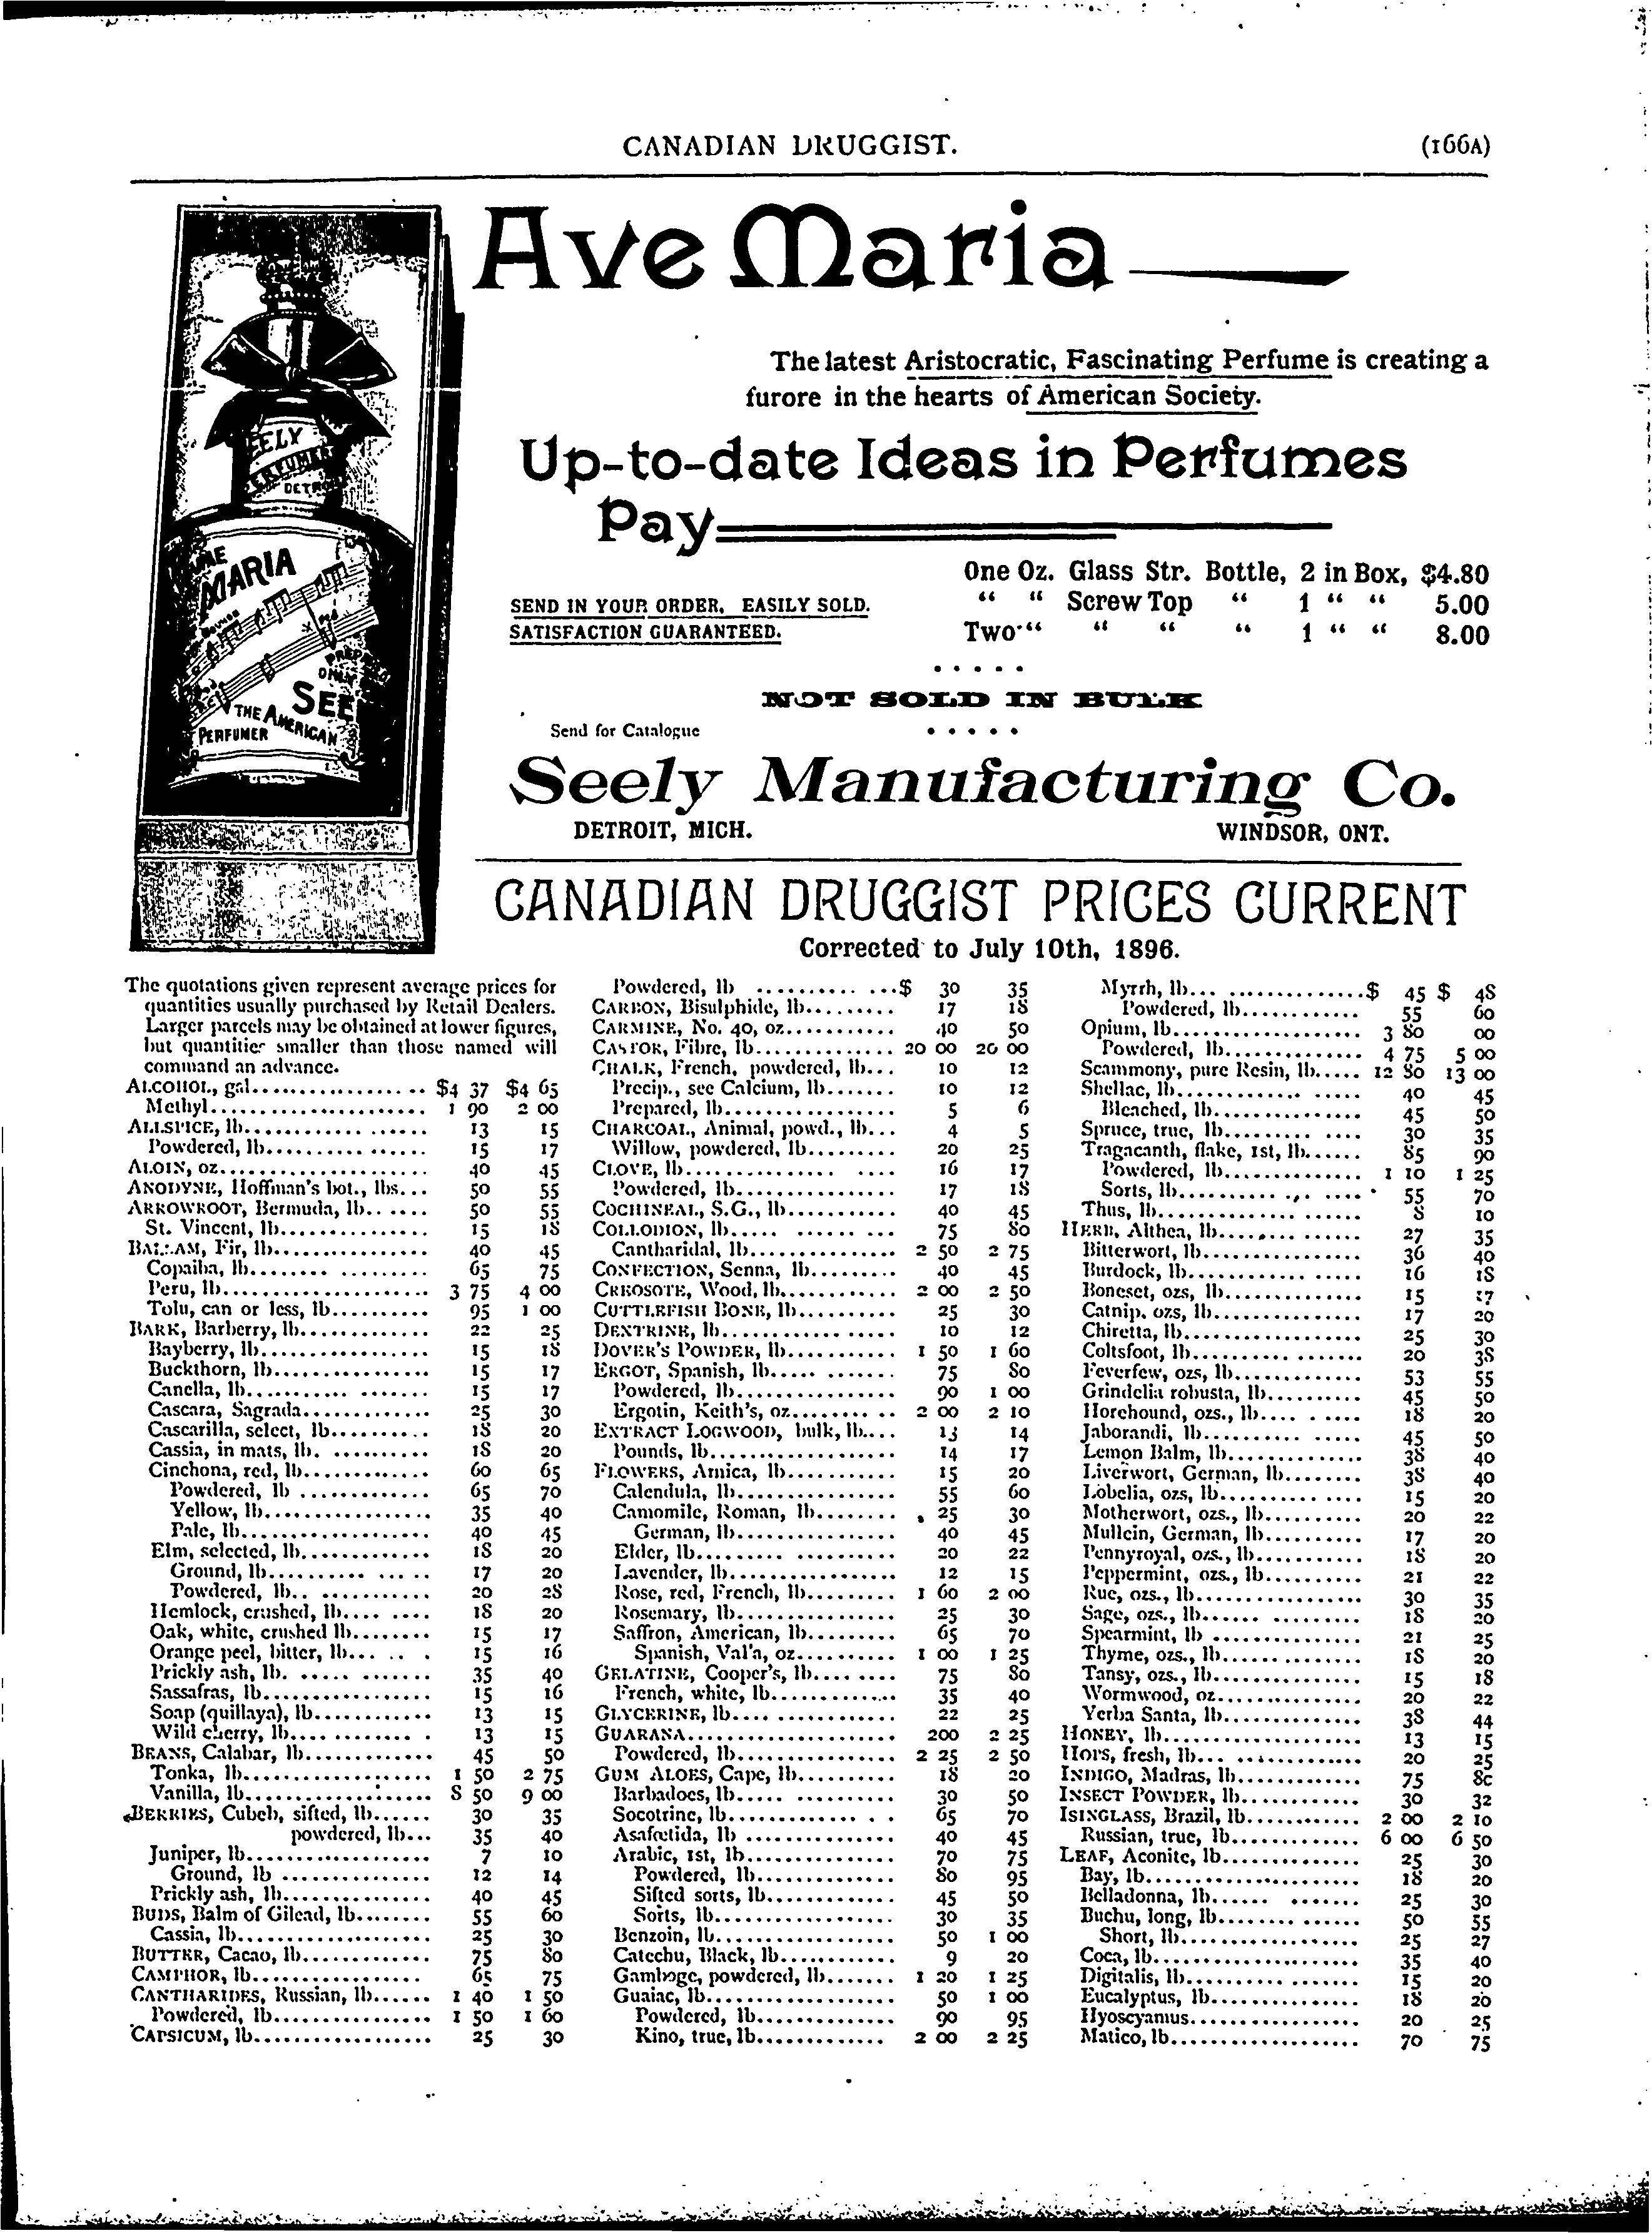 CANADIAN DRUGGIST.
(166A)
Ave Maria
The latest Aristocratic, Fascinating Perfume is creating a
furore in the hearts of American Society.
Up-to-date Ideas in Perfumes
Pay
One Oz. Glass Str. Bottle, 2 in Box, $4.80
“ “ Screw Top “ 1 “ “ 5.00
Two “ “ “ “ 1 “ “ 8.00
SEND IN YOUR ORDER, EASILY SOLD.
SATISFACTION GUARANTEED.
NOT SOLD IN BULK
Send for Catalogue
Seely Manufacturing Co.
DETROIT, MICH.
WINDSOR, ONT.
EELY
PERFUMER
DETROI
MARIA
PREP
ONLY
SEE
THE AMERICAN
PERFUMER
CANADIAN DRUGGIST PRICES CURRENT
Corrected to July 10th, 1896.
The quotations given represent average prices for
quantities usually purchased by Retail Dealers.
Larger parcels may be obtained at lower figures,
but quantities smaller than those named will
command an advance.
ALCOHOL, gal. $4 37 $4 65
Methyl 1 90 2 00
ALLSPICE, lb. 13 15
Powdered, lb. 15 17
ALOIN, oz. 40 45
ANODYNE, Hoffman's bot., lbs. 50 55
ARROWROOT, Bermuda, lb. 50 55
St. Vincent, lb. 15 18
BALSAM, Fir, lb. 40 45
Copaiba, lb. 65 75
Peru, lb. 3 75 4 00
Tolu, can or less, lb. 95 1 00
BARK, Barberry, lb. 22 25
Bayberry, lb. 15 18
Buckthorn, lb. 15 17
Canella, lb. 15 17
Cascara, Sagrada 25 30
Cascarilla, select, lb. 18 20
Cassia, in mats, lb. 18 20
Cinchona, red, lb. 60 65
Powdered, lb 65 70
Yellow, lb. 35 40
Pale, lb. 40 45
Elm, selected, lb. 18 20
Ground, lb. 17 20
Powdered, lb. 20 28
Hemlock, crushed, lb. 18 20
Oak, white, crushed lb. 15 17
Orange peel, bitter, lb. 15 16
Prickly ash, lb. 35 40
Sassafras, lb. 15 16
Soap (quillaya), lb. 13 15
Wild cherry, lb. 13 15
BEANS, Calabar, lb. 45 50
Tonka, lb. 1 50 2 75
Vanilla, lb. 8 50 9 00
BERRIES, Cubeb, sifted, lb. 30 35
powdered, lb. 35 40
Juniper, lb. 7 10
Ground, lb 12 14
Prickly ash, lb. 40 45
BUDS, Balm of Gilead, lb. 55 60
Cassia, lb. 25 30
BUTTER, Cacao, lb. 75 80
CAMPHOR, lb. 65 75
CANTHARIDES, Russian, lb. 1 40 1 50
Powdered, lb. 1 50 1 60
CAPSICUM, lb. 25 30
Powdered, lb $ 30 35
CARBON, Bisulphide, lb. 17 18
CARMINE, No. 40, oz. 40 50
CASTOR, Fibre, lb. 20 00 20 00
CHALK, French, powdered, lb. 10 12
Precip., see Calcium, lb. 10 12
Prepared, lb. 5 6
CHARCOAL, Animal, powd., lb. 4 5
Willow, powdered, lb. 20 25
CLOVE, lb. 16 17
Powdered, lb. 17 18
COCHINEAL, S.G., lb. 40 45
COLLODION, lb. 75 80
Cantharidal, lb. 2 50 2 75
CONFECTION, Senna, lb. 40 45
CREOSOTE, Wood, lb. 2 00 2 50
CUTTLEFISH BONE, lb. 25 30
DEXTRINE, lb. 10 12
DOVER'S POWDER, lb. 1 50 1 60
ERGOT, Spanish, lb. 75 80
Powdered, lb. 90 1 00
Ergotin, Keith's, oz. 2 00 2 10
EXTRACT LOGWOOD, bulk, lb. 13 14
Pounds, lb. 14 17
FLOWERS, Arnica, lb. 15 20
Calendula, lb. 55 60
Camomile, Roman, lb. 25 30
German, lb. 40 45
Elder, lb. 20 22
Lavender, lb. 12 15
Rose, red, French, lb. 1 60 2 00
Rosemary, lb. 25 30
Saffron, American, lb. 65 70
Spanish, Val'a, oz. 1 00 1 25
GELATINE, Cooper's, lb. 75 80
French, white, lb. 35 40
GLYCERINE, lb. 22 25
GUARANA 200 2 25
Powdered, lb. 2 25 2 50
GUM ALOES, Cape, lb. 18 20
Barbadoes, lb. 30 50
Socotrine, lb. 65 70
Asafœtida, lb 40 45
Arabic, 1st, lb. 70 75
Powdered, lb. 80 95
Sifted sorts, lb. 45 50
Sorts, lb. 30 35
Benzoin, lb. 50 1 00
Catechu, Black, lb. 9 20
Gamboge, powdered, lb. 1 20 1 25
Guaiac, lb. 50 1 00
Powdered, lb. 90 95
Kino, true, lb. 2 00 2 25
Myrrh, lb. $ 45 $ 48
Powdered, lb. 55 60
Opium, lb. 3 80 00
Powdered, lb. 4 75 5 00
Scammony, pure Resin, lb. 12 80 13 00
Shellac, lb. 40 45
Bleached, lb. 45 50
Spruce, true, lb. 30 35
Tragacanth, flake, 1st, lb. 85 90
Powdered, lb. 1 10 1 25
Sorts, lb. 55 70
Thus, lb. 8 10
HERB, Althea, lb. 27 35
Bitterwort, lb. 36 40
Burdock, lb. 16 18
Boneset, ozs, lb. 15 17
Catnip, ozs, lb. 17 20
Chiretta, lb. 25 30
Coltsfoot, lb. 20 38
Feverfew, ozs, lb. 53 55
Grindelia robusta, lb. 45 50
Horehound, ozs., lb. 18 20
Jaborandi, lb. 45 50
Lemon Balm, lb. 38 40
Liverwort, German, lb. 38 40
Lobelia, ozs, lb. 15 20
Motherwort, ozs., lb. 20 22
Mullein, German, lb. 17 20
Pennyroyal, ozs., lb. 18 20
Peppermint, ozs., lb. 21 22
Rue, ozs., lb. 30 35
Sage, ozs., lb. 18 20
Spearmint, lb 21 25
Thyme, ozs., lb. 18 20
Tansy, ozs., lb. 15 18
Wormwood, oz. 20 22
Yerba Santa, lb. 38 44
HONEY, lb. 13 15
HOPS, fresh, lb. 20 25
INDIGO, Madras, lb. 75 80
INSECT POWDER, lb. 30 32
ISINGLASS, Brazil, lb. 2 00 2 10
Russian, true, lb. 6 00 6 50
LEAF, Aconite, lb. 25 30
Bay, lb. 18 20
Belladonna, lb. 25 30
Buchu, long, lb. 50 55
Short, lb. 25 27
Coca, lb. 35 40
Digitalis, lb. 15 20
Eucalyptus, lb. 18 20
Hyoscyamus 20 25
Matico, lb. 70 75